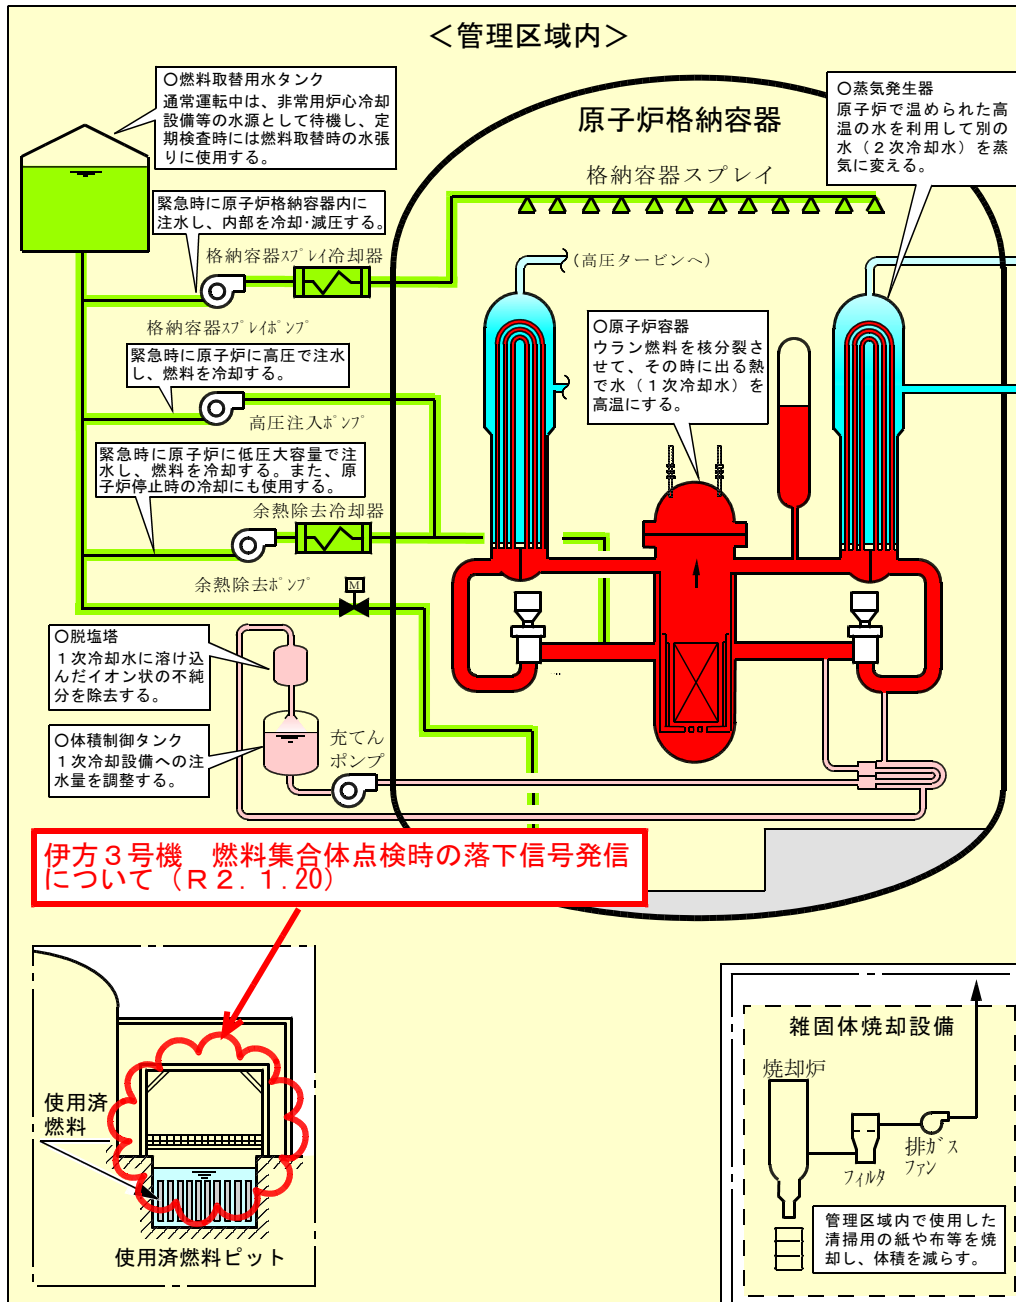 ＜管理区域内＞
○燃料取替用水タンク
通常運転中は、非常用炉心冷却
設備等の水源として待機し、定
期検査時には燃料取替時の水張
りに使用する。
○蒸気発生器
原子炉で温められた高
温の水を利用して別の
水（２次冷却水）を蒸
気に変える。
原子炉格納容器
格納容器スプレイ
緊急時に原子炉格納容器内に
注水し、内部を冷却･減圧する。
格納容器ｽﾌﾟﾚｲ冷却器
(高圧タービンへ)
格納容器ｽﾌﾟﾚｲﾎﾟﾝﾌﾟ
○原子炉容器
ウラン燃料を核分裂さ
せて、その時に出る熱
で水（１次冷却水）を
高温にする。
緊急時に原子炉に高圧で注水
し、燃料を冷却する。
高圧注入ﾎﾟﾝﾌﾟ
緊急時に原子炉に低圧大容量で注
水し、燃料を冷却する。また、原
子炉停止時の冷却にも使用する。
余熱除去冷却器
余熱除去ﾎﾟﾝﾌﾟ
M
○脱塩塔
１次冷却水に溶け込
んだイオン状の不純
分を除去する。
○体積制御タンク
１次冷却設備への注
水量を調整する。
充てん
ポンプ
伊方３号機　燃料集合体点検時の落下信号発信
について（Ｒ２．１.20）
使用済
燃料
使用済燃料ピット
雑固体焼却設備
焼却炉
フィルタ
排ｶﾞｽ
ファン
管理区域内で使用した
清掃用の紙や布等を焼
却し、体積を減らす。